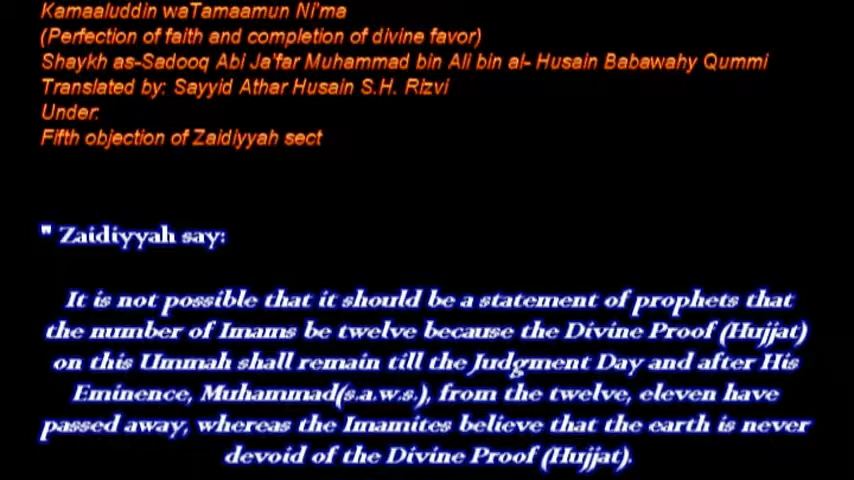 Kamaaluddin waTamaamun Ni'ma
(Perfection of faith and completion of divine favor)
Shaykh as-Sadooq Abi Ja'far Muhammad bin Ali bin al- Husain Babawahy Qummi
Translated by: Sayyid Athar Husain S.H. Rizvi
Under:
Fifth objection of Zaidiyyah sect
" Zaidiyyah say:
It is not possible that it should be a statement of prophets that
the number of Imams be twelve because the Divine Proof (Hujjat)
on this Ummah shall remain till the Judgment Day and after His
Eminence, Muhammad(s.a.w.s.), from the twelve, eleven have
passed away, whereas the Imamites believe that the earth is never
devoid of the Divine Proof (Hujjat).